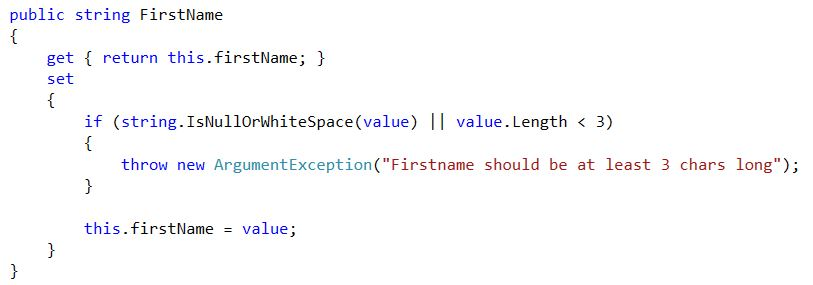 public string FirstName
{
    get { return this.firstName; }
    set
    {
        if (string.IsNullOrWhiteSpace(value) || value.Length < 3)
        {
            throw new ArgumentException("Firstname should be at least 3 chars long");
        }

        this.firstName = value;
    }
}